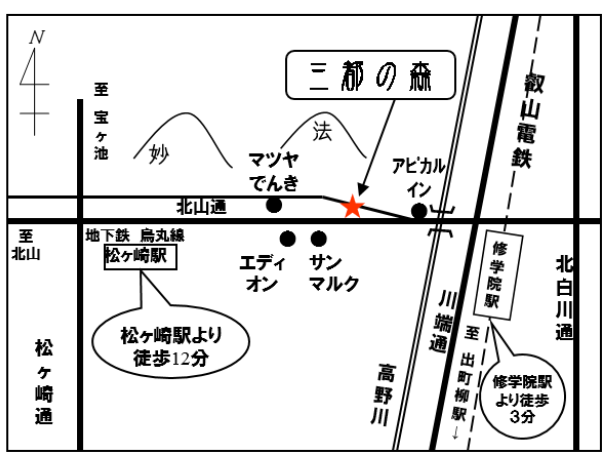 N
三都の森
至
宝
ヶ
池
妙
法
マツヤ
でんき
アピカル
イン
叡山電鉄
北山通
至
北山
地下鉄 烏丸線
松ヶ崎駅
エディ
オン
サン
マルク
修学院駅
北白川通
松ヶ崎駅より
徒歩12分
松ヶ崎通
川端通
高野川
至 出町柳駅→
修学院駅
より徒歩
3分